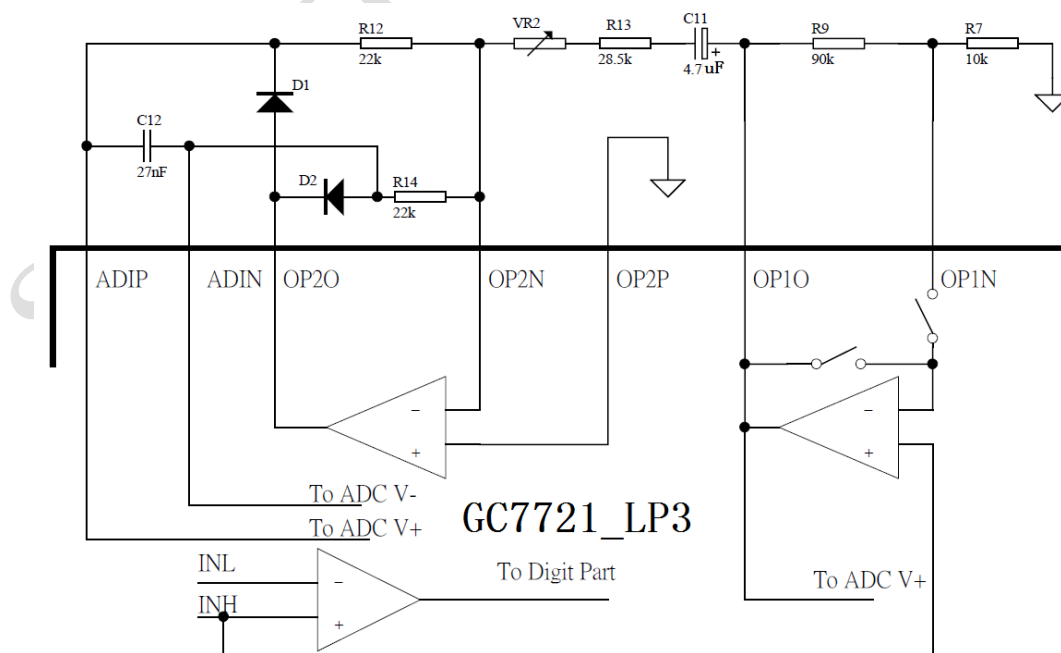 R12
22k
VR2
R13
28.5k
C11
+
4.7uF
R9
90k
R7
10k
D1
C12
27nF
D2
R14
22k
ADIP
ADIN
OP2O
OP2N
OP2P
OP1O
OP1N
−
+
−
+
To ADC V-
To ADC V+
GC7721_LP3
INL
INH
−
+
To Digit Part
To ADC V+